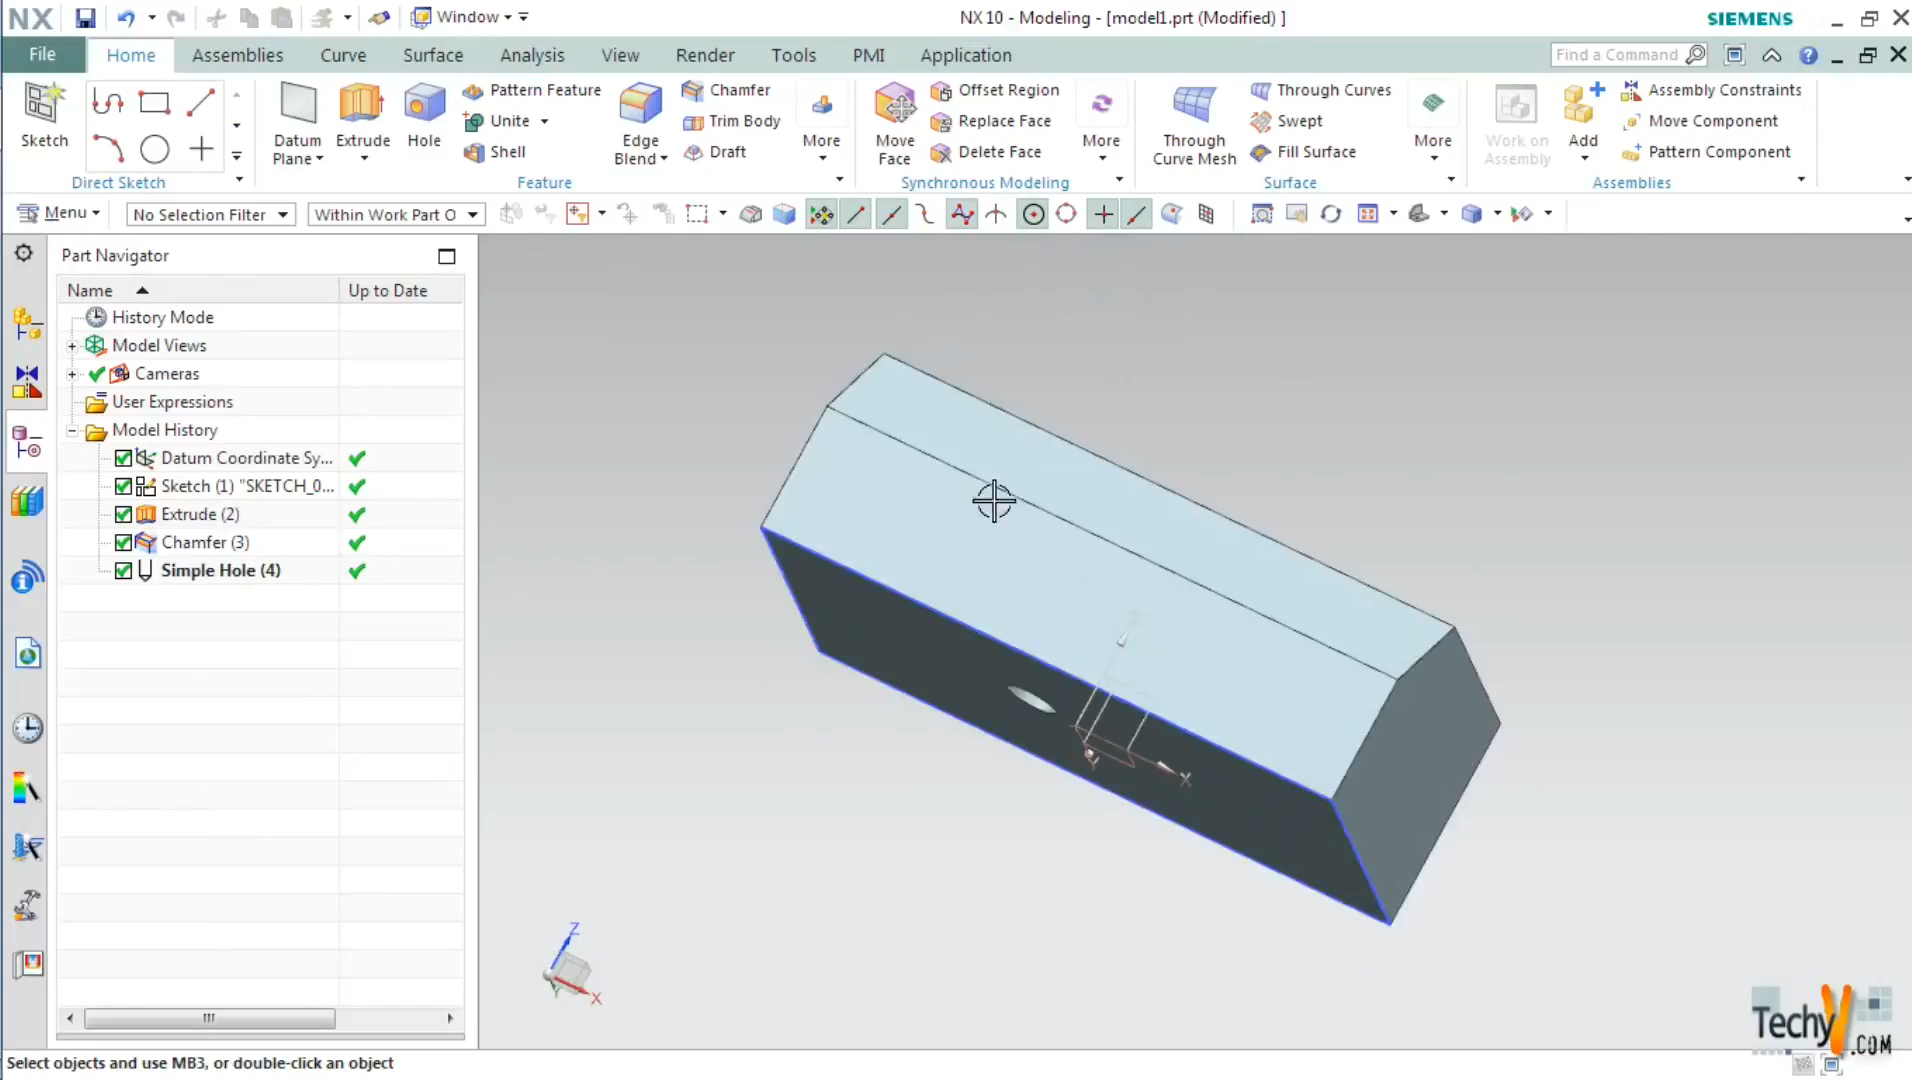 NX Window NX 10 - Modeling - [model1.prt (Modified) ] SIEMENS
File Home Assemblies Curve Surface Analysis View Render Tools PMI Application Find a Command
Sketch
Direct Sketch
Datum Plane
Extrude
Hole
Pattern Feature
Unite
Shell
Edge Blend
Chamfer
Trim Body
Draft
More
Feature
Move Face
Offset Region
Replace Face
Delete Face
More
Synchronous Modeling
Through Curve Mesh
Through Curves
Swept
Fill Surface
More
Surface
Work on Assembly
Add
Assembly Constraints
Move Component
Pattern Component
Assemblies
Menu No Selection Filter Within Work Part O
Part Navigator
Name Up to Date
History Mode
Model Views
Cameras
User Expressions
Model History
Datum Coordinate Sy...
Sketch (1) "SKETCH_0...
Extrude (2)
Chamfer (3)
Simple Hole (4)
Z
Y
X
Z
Y
X
TechyV
.COM
Select objects and use MB3, or double-click an object